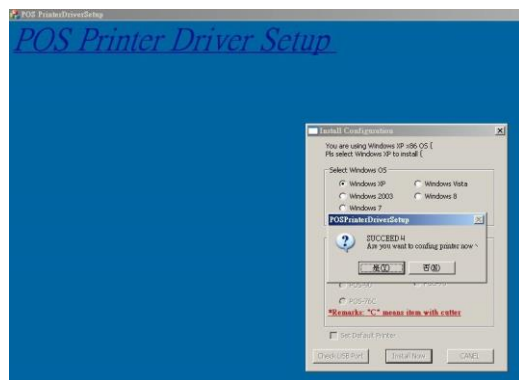 POS PrinterDriverSetup
POS Printer Driver Setup
Install Configuretion
You are using Windows XP x86 OS [
Pls select Windows XP to install [
Select Windows OS
Windows XP
Windows Vista
Windows 2003
Windows 8
Windows 7
POSPrinterDriverSetup
SUCCEED
Are you want to confing printer now
是(Y)
否(N)
POS-76C
*Remarks: "C" means item with cutter
Set Default Printer
Check USB Port
Install Now
CANEL